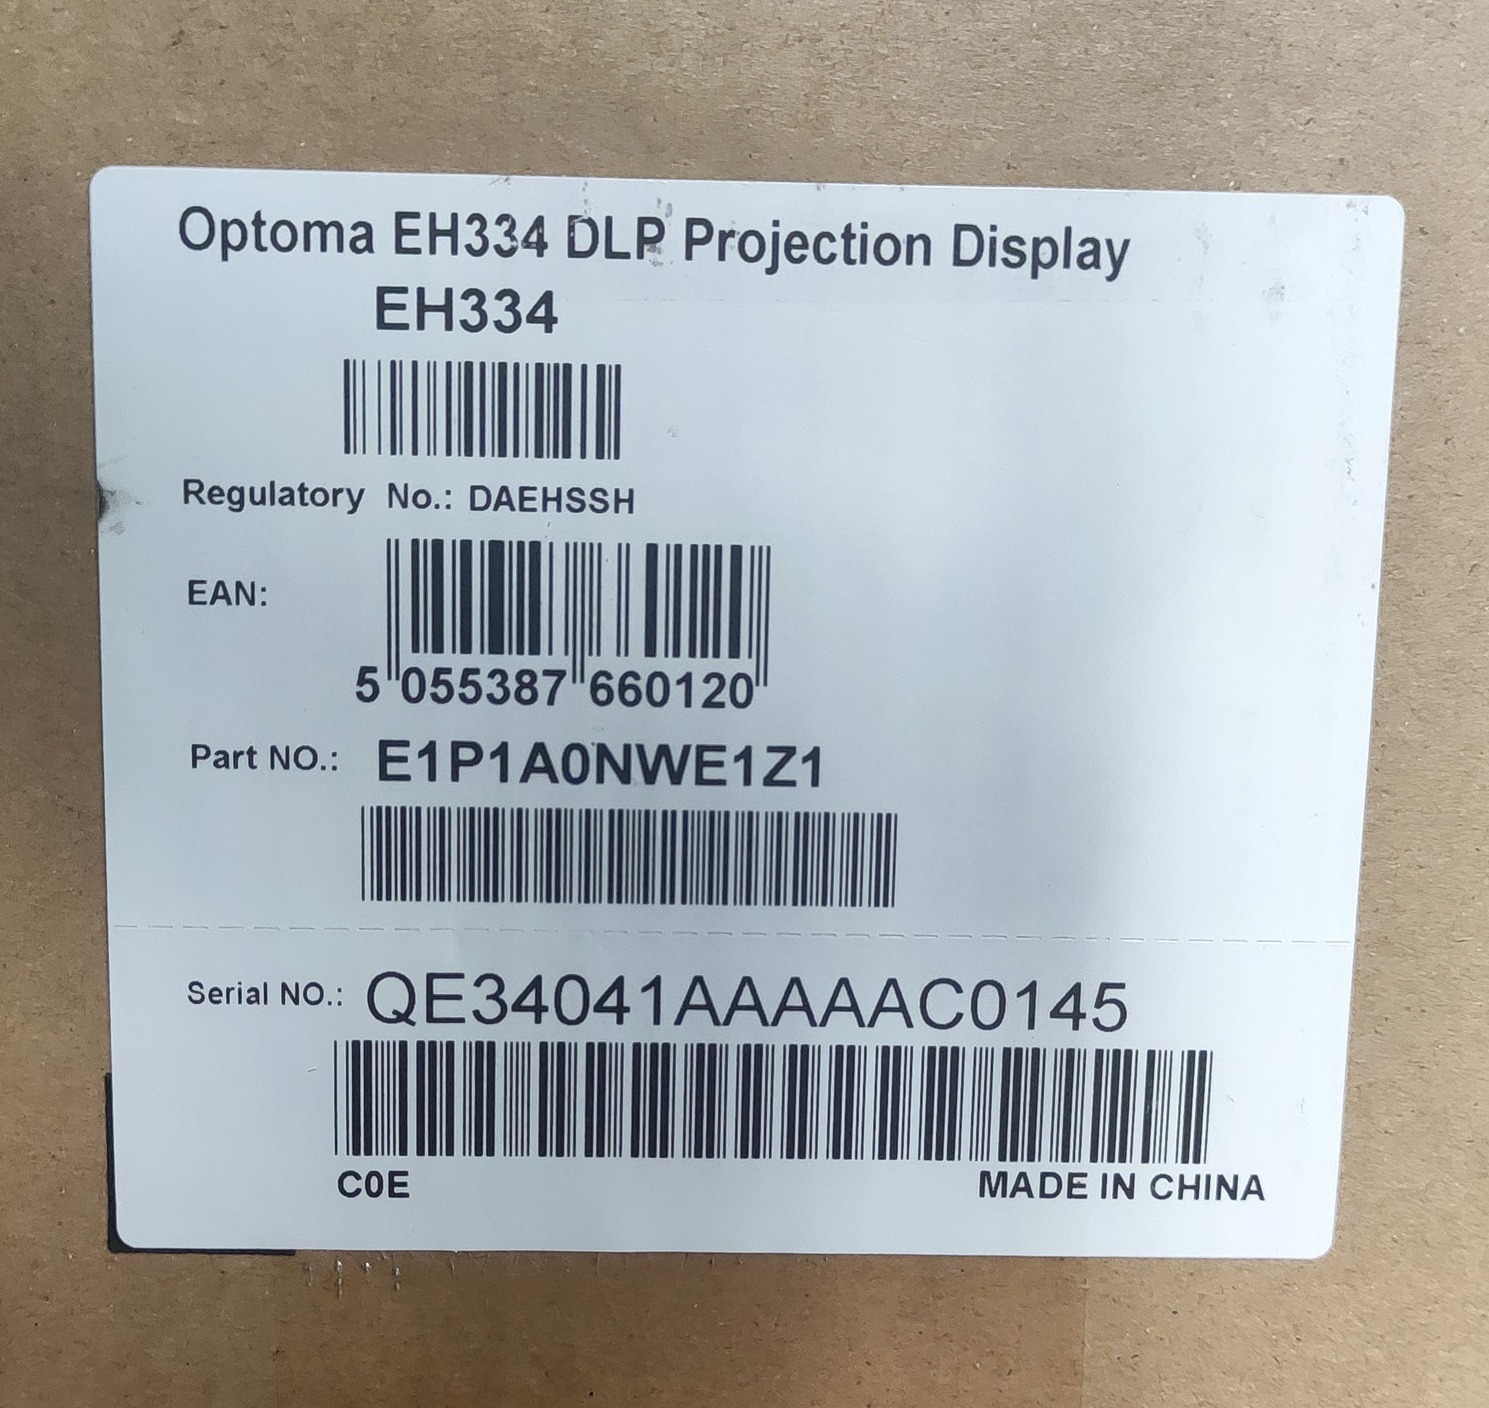 Optoma EH334 DLP Projection Display
EH334
Regulatory No.: DAEHSSH
EAN:
5 055387 660120
Part NO.: E1P1A0NWE1Z1
Serial NO.: QE34041AAAAAC0145
C0E MADE IN CHINA